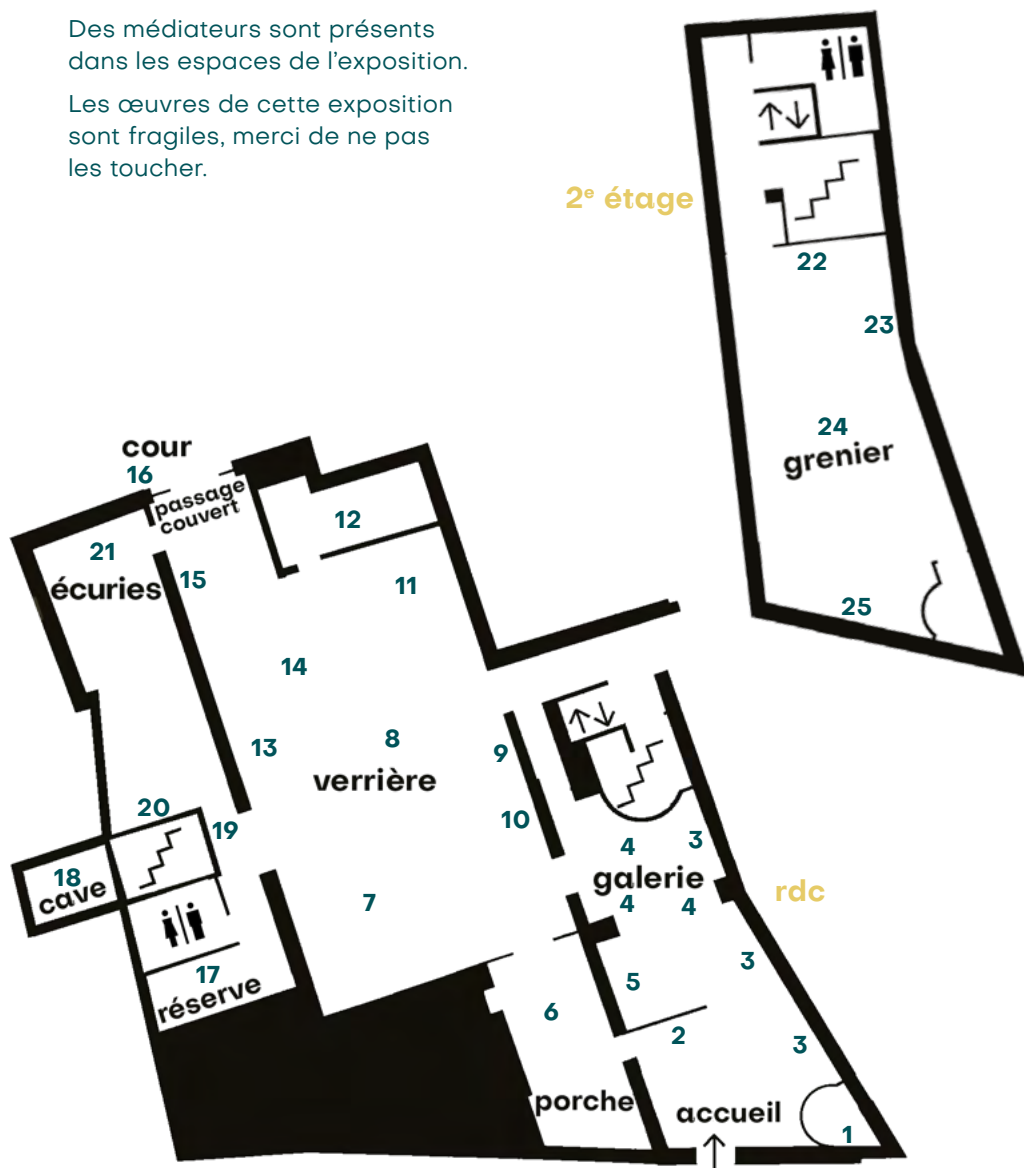 Des médiateurs sont présents
dans les espaces de l’exposition.
Les œuvres de cette exposition
sont fragiles, merci de ne pas
les toucher.
2e étage
22
23
24
grenier
25
cour
16
passage
couvert
12
21
écuries
15
11
14
13
8
9
verrière
10
20
19
18
cave
7
4
3
galerie
4
4
rdc
3
17
réserve
5
6
2
3
porche
accueil
1